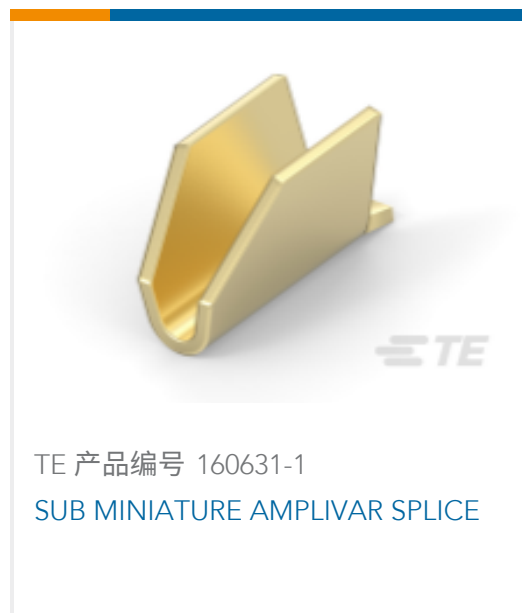 TE
TE 产品编号 160631-1
SUB MINIATURE AMPLIVAR SPLICE